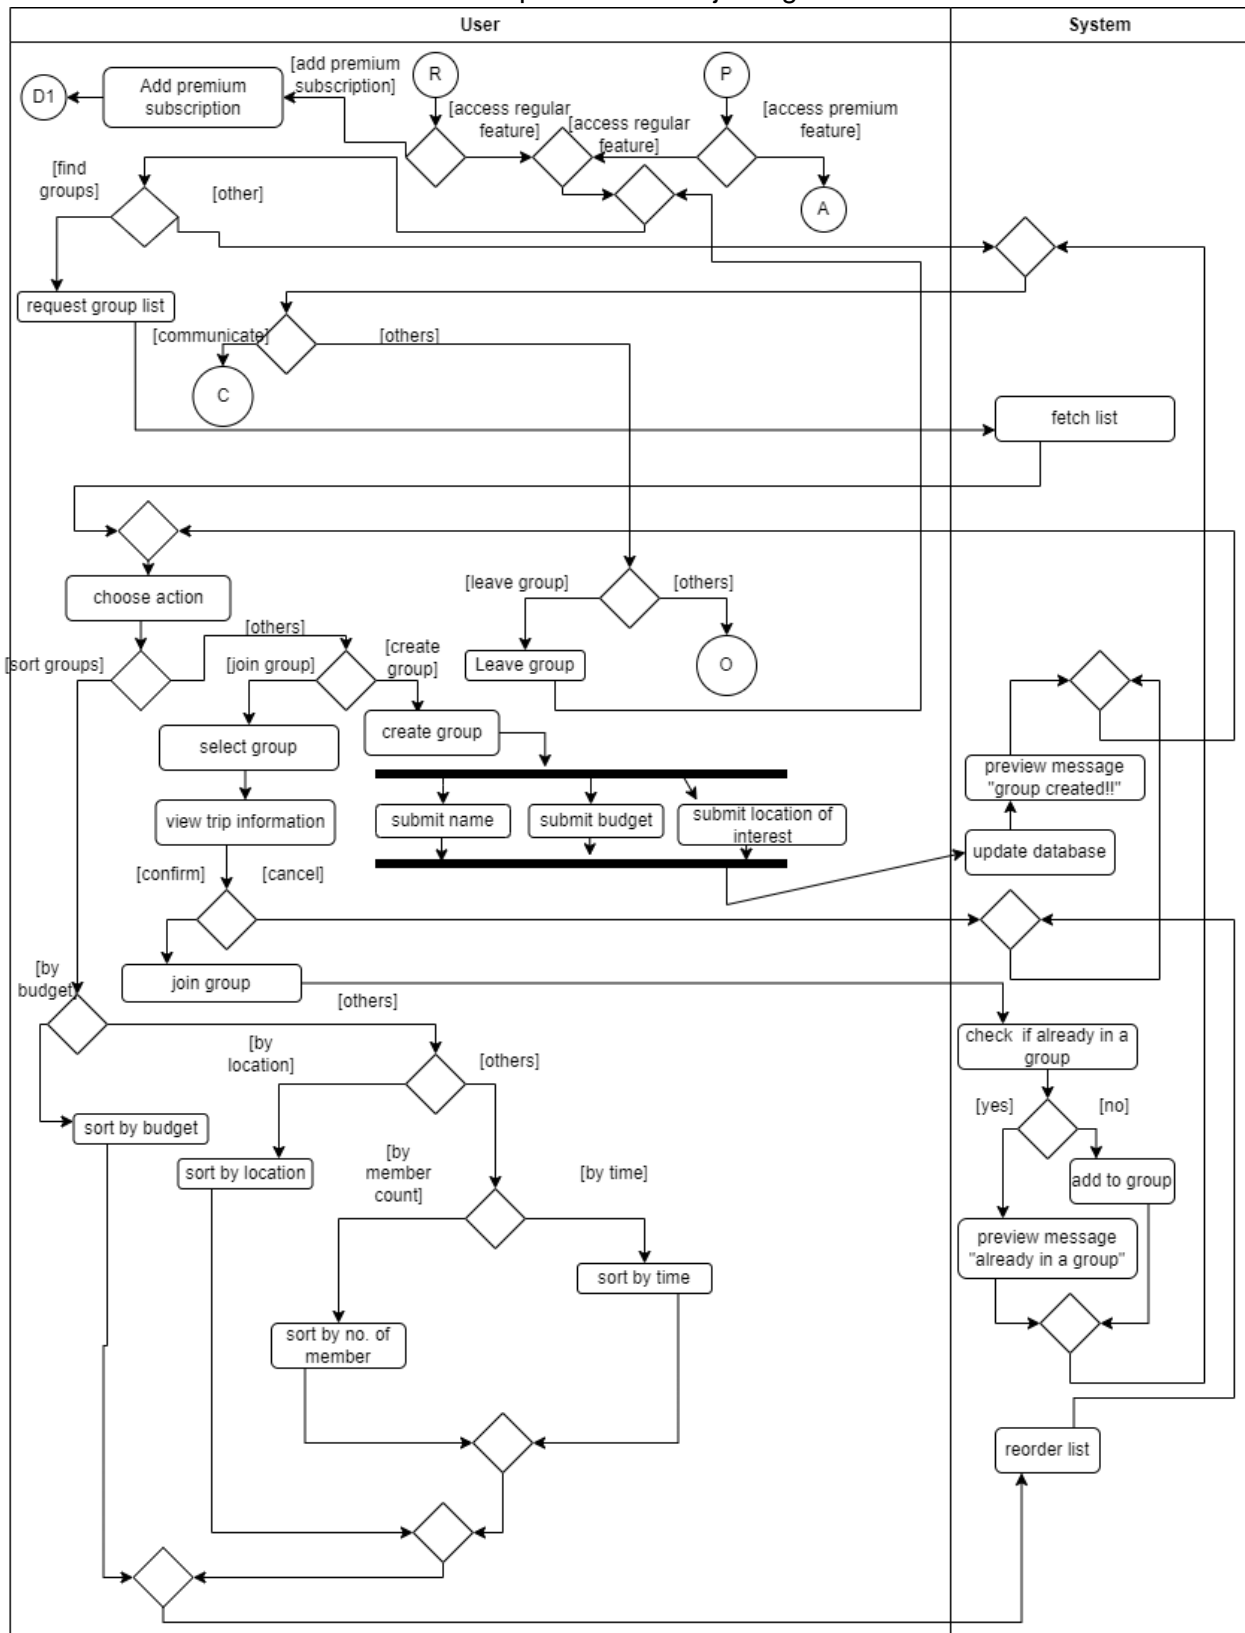 User
System
[add premium
subscription]
R
P
D1
Add premium
subscription
[access regular
feature]
[access regular
feature]
[access premium
feature]
[find
groups]
[other]
A
request group list
[communicate]
[others]
C
fetch list
choose action
[leave group]
[others]
[sort groups]
[others]
[join group]
[create
group]
Leave group
O
select group
create group
preview message
"group created!!"
view trip information
submit name
submit budget
submit location of
interest
update database
[confirm]
[cancel]
join group
[by
budget]
[others]
[by
location]
[others]
check if already in a
group
[yes]
[no]
sort by budget
sort by location
[by
member
count]
[by time]
add to group
preview message
"already in a group"
sort by time
sort by no. of
member
reorder list